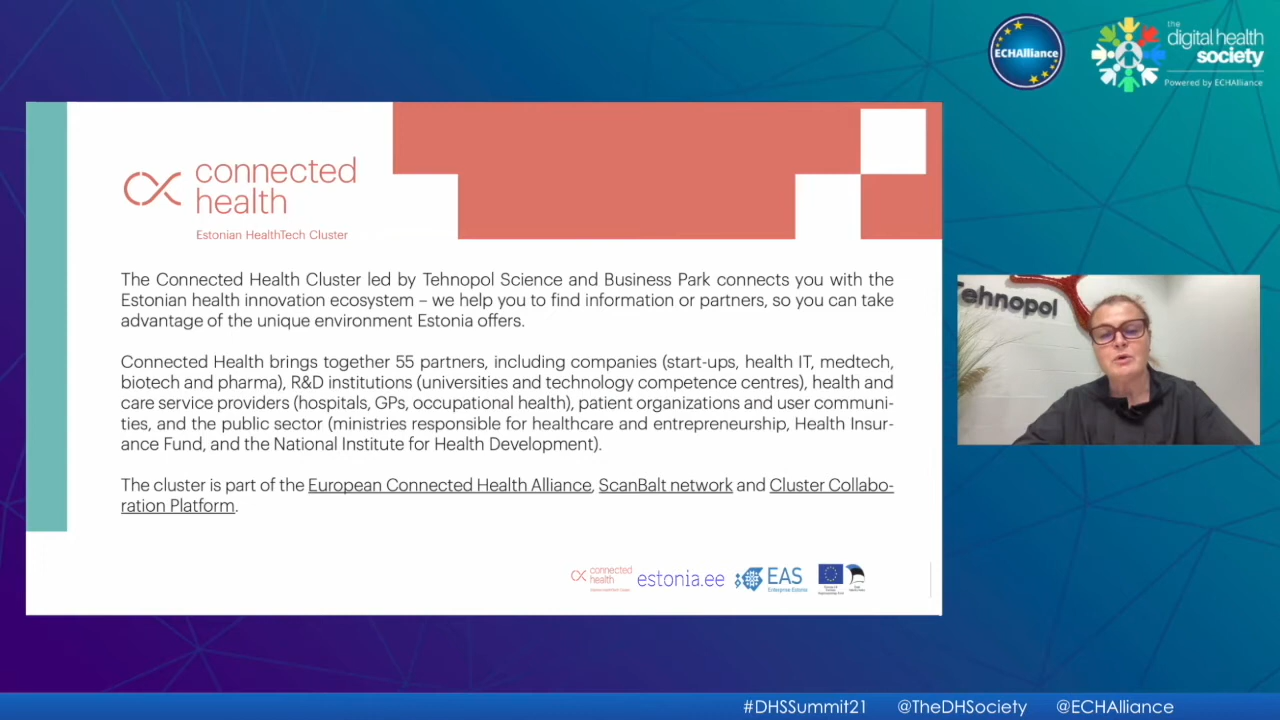 ECHAlliance
the
digital health
society
Powered by ECHAlliance
connected
health
Estonian HealthTech Cluster
The Connected Health Cluster led by Tehnopol Science and Business Park connects you with the
Estonian health innovation ecosystem – we help you to find information or partners, so you can take
advantage of the unique environment Estonia offers.
Connected Health brings together 55 partners, including companies (start-ups, health IT, medtech,
biotech and pharma), R&D institutions (universities and technology competence centres), health and
care service providers (hospitals, GPs, occupational health), patient organizations and user communi-
ties, and the public sector (ministries responsible for healthcare and entrepreneurship, Health Insur-
ance Fund, and the National Institute for Health Development).
The cluster is part of the European Connected Health Alliance, ScanBalt network and Cluster Collabo-
ration Platform.
Tehnopol
connected
health
estonia.ee
EAS
Enterprise Estonia
#DHSSummit21 @TheDHSociety @ECHAlliance